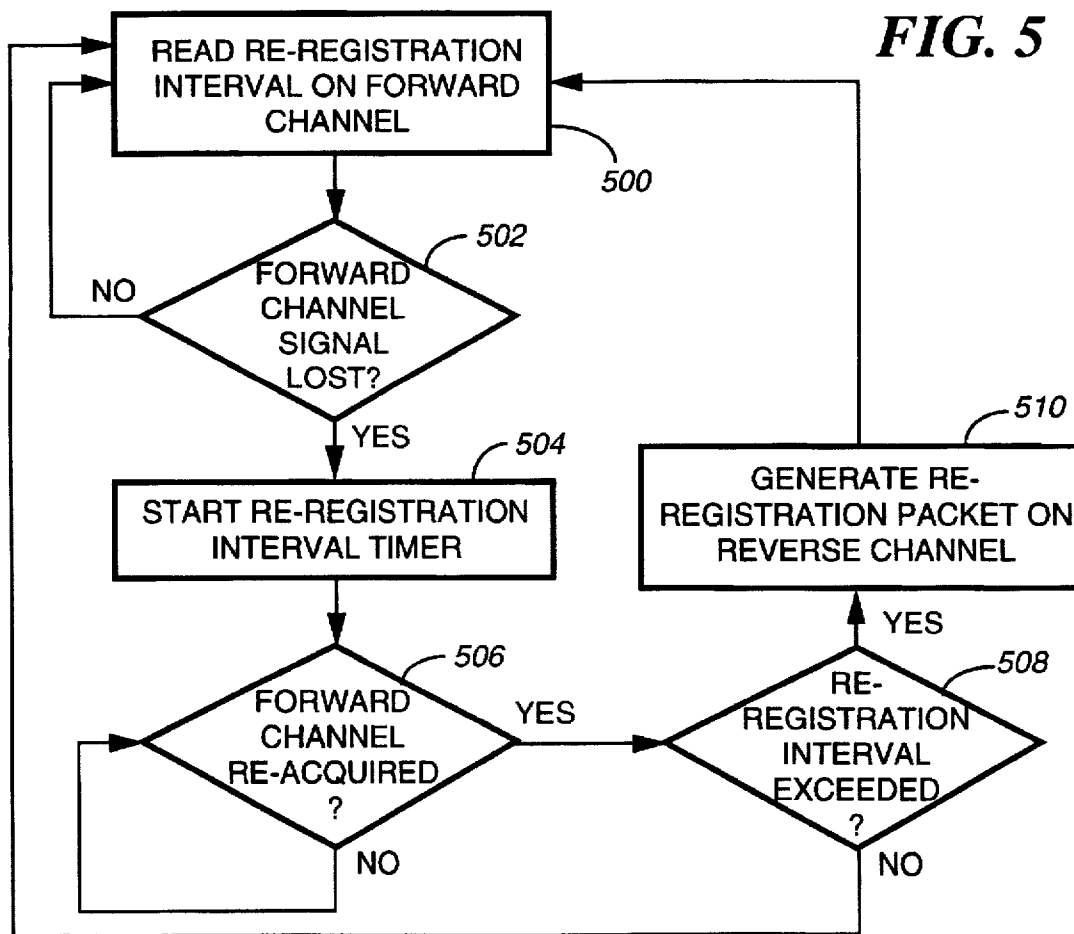 FIG. 5
READ RE-REGISTRATION
INTERVAL ON FORWARD
CHANNEL
500
502
FORWARD
CHANNEL
SIGNAL
LOST?
NO
YES
504
START RE-REGISTRATION
INTERVAL TIMER
506
FORWARD
CHANNEL
RE-ACQUIRED
?
YES
NO
508
RE-
REGISTRATION
INTERVAL
EXCEEDED
?
YES
NO
510
GENERATE RE-
REGISTRATION PACKET ON
REVERSE CHANNEL